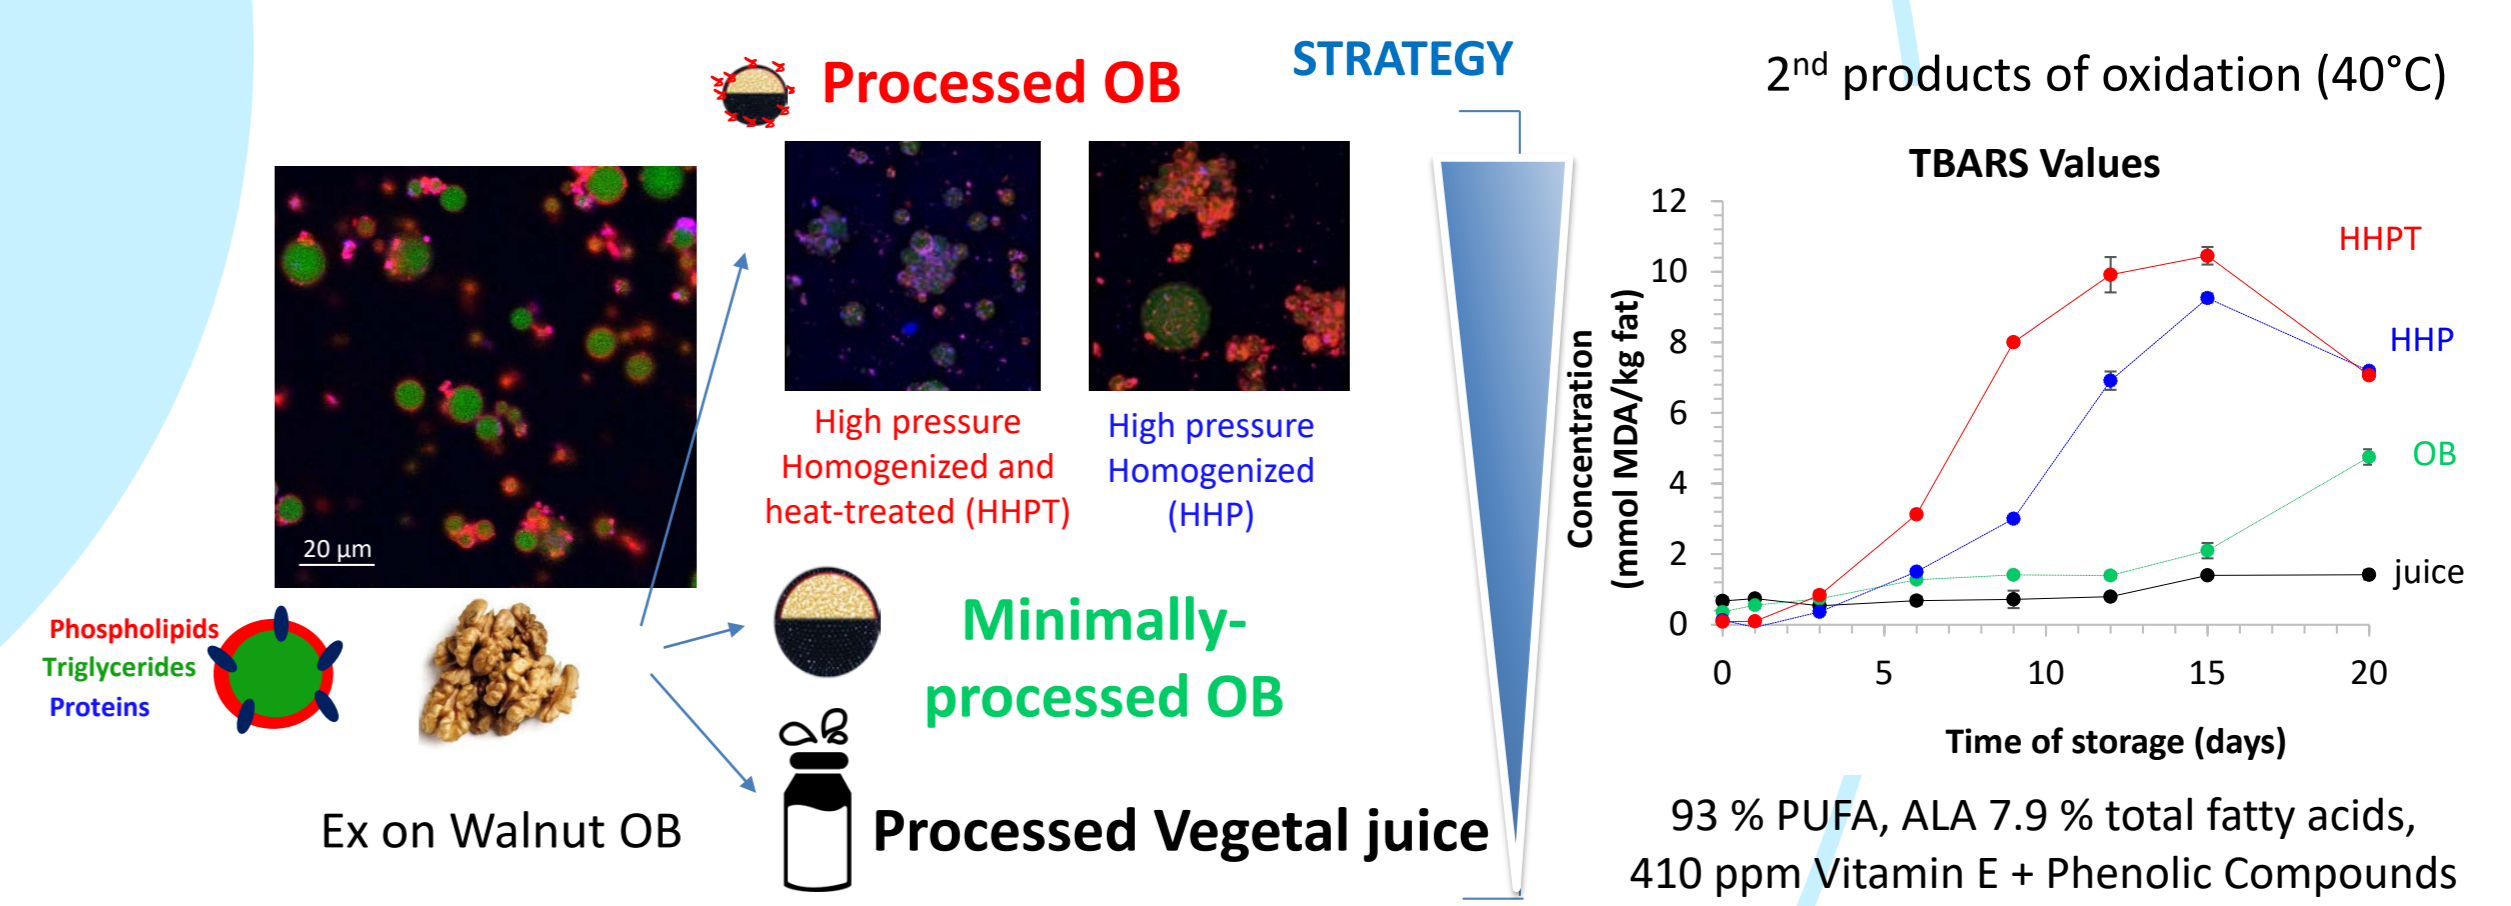 Processed OB
STRATEGY
2nd products of oxidation (40°C)
20 µm
High pressure
Homogenized and
heat-treated (HHPT)
High pressure
Homogenized
(HHP)
Phospholipids
Triglycerides
Proteins
Ex on Walnut OB
Minimally-
processed OB
Processed Vegetal juice
TBARS Values
Concentration
(mmol MDA/kg fat)
12
10
8
6
4
2
0
0 5 10 15 20
Time of storage (days)
HHPT
HHP
OB
juice
93 % PUFA, ALA 7.9 % total fatty acids,
410 ppm Vitamin E + Phenolic Compounds